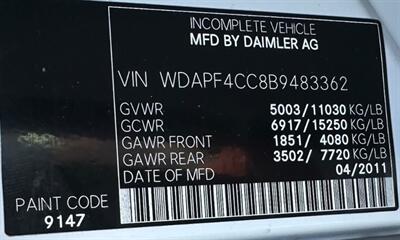 INCOMPLETE VEHICLE
MFD BY DAIMLER AG
VIN WDAPF4CC8B9483362
GVWR 5003/11030 KG/LB
GCWR 6917/15250 KG/LB
GAWR FRONT 1851/ 4080 KG/LB
GAWR REAR 3502/ 7720 KG/LB
DATE OF MFD 04/2011
PAINT CODE
9147